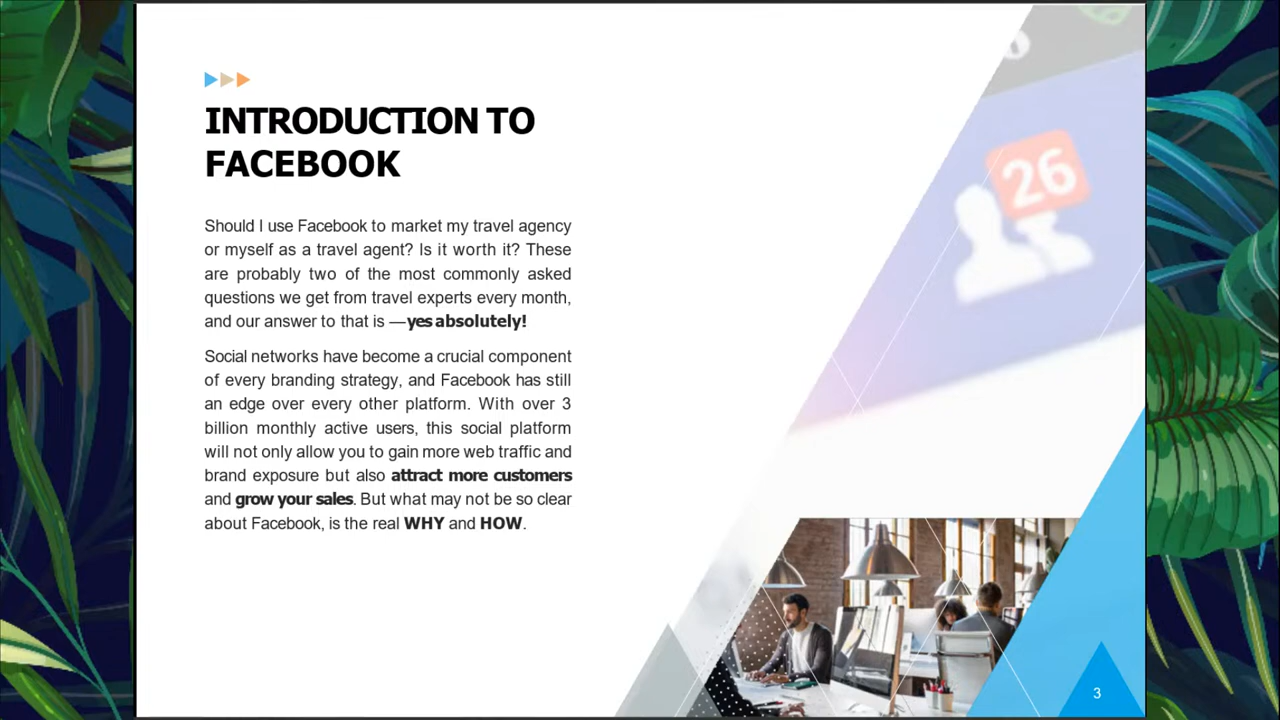 INTRODUCTION TO
FACEBOOK
Should I use Facebook to market my travel agency
or myself as a travel agent? Is it worth it? These
are probably two of the most commonly asked
questions we get from travel experts every month,
and our answer to that is —yes absolutely!
Social networks have become a crucial component
of every branding strategy, and Facebook has still
an edge over every other platform. With over 3
billion monthly active users, this social platform
will not only allow you to gain more web traffic and
brand exposure but also attract more customers
and grow your sales. But what may not be so clear
about Facebook, is the real WHY and HOW.
26
3